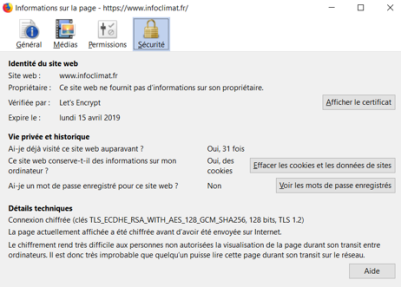 Informations sur la page - https://www.infoclimat.fr/
Général Médias Permissions Sécurité
Identité du site web
Site web : www.infoclimat.fr
Propriétaire : Ce site web ne fournit pas d'informations sur son propriétaire.
Vérifiée par : Let's Encrypt Afficher le certificat
Expire le : lundi 15 avril 2019
Vie privée et historique
Ai-je déjà visité ce site web auparavant ? Oui, 31 fois
Ce site web conserve-t-il des informations sur mon Oui, des
ordinateur ? cookies Effacer les cookies et les données de sites
Ai-je un mot de passe enregistré pour ce site web ? Non Voir les mots de passe enregistrés
Détails techniques
Connexion chiffrée (clés TLS_ECDHE_RSA_WITH_AES_128_GCM_SHA256, 128 bits, TLS 1.2)
La page actuellement affichée a été chiffrée avant d'avoir été envoyée sur Internet.
Le chiffrement rend très difficile aux personnes non autorisées la visualisation de la page durant son transit entre
ordinateurs. Il est donc très improbable que quelqu'un puisse lire cette page durant son transit sur le réseau.
Aide